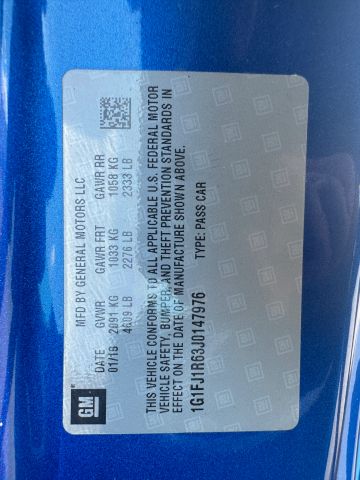 GM
MFD BY GENERAL MOTORS LLC
DATE GVWR GAWR FRT GAWR RR
01/18 2091 KG 1033 KG 1058 KG
4609 LB 2276 LB 2333 LB
THIS VEHICLE CONFORMS TO ALL APPLICABLE U.S. FEDERAL MOTOR
VEHICLE SAFETY, BUMPER, AND THEFT PREVENTION STANDARDS IN
EFFECT ON THE DATE OF MANUFACTURE SHOWN ABOVE.
1G1FJ1R63J0147976 TYPE: PASS CAR